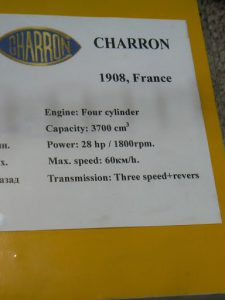 CHARRON CHARRON
1908, France
Engine: Four cylinder
Capacity: 3700 cm³
Power: 28 hp / 1800rpm.
Max. speed: 60км/h.
азад Transmission: Three speed+revers